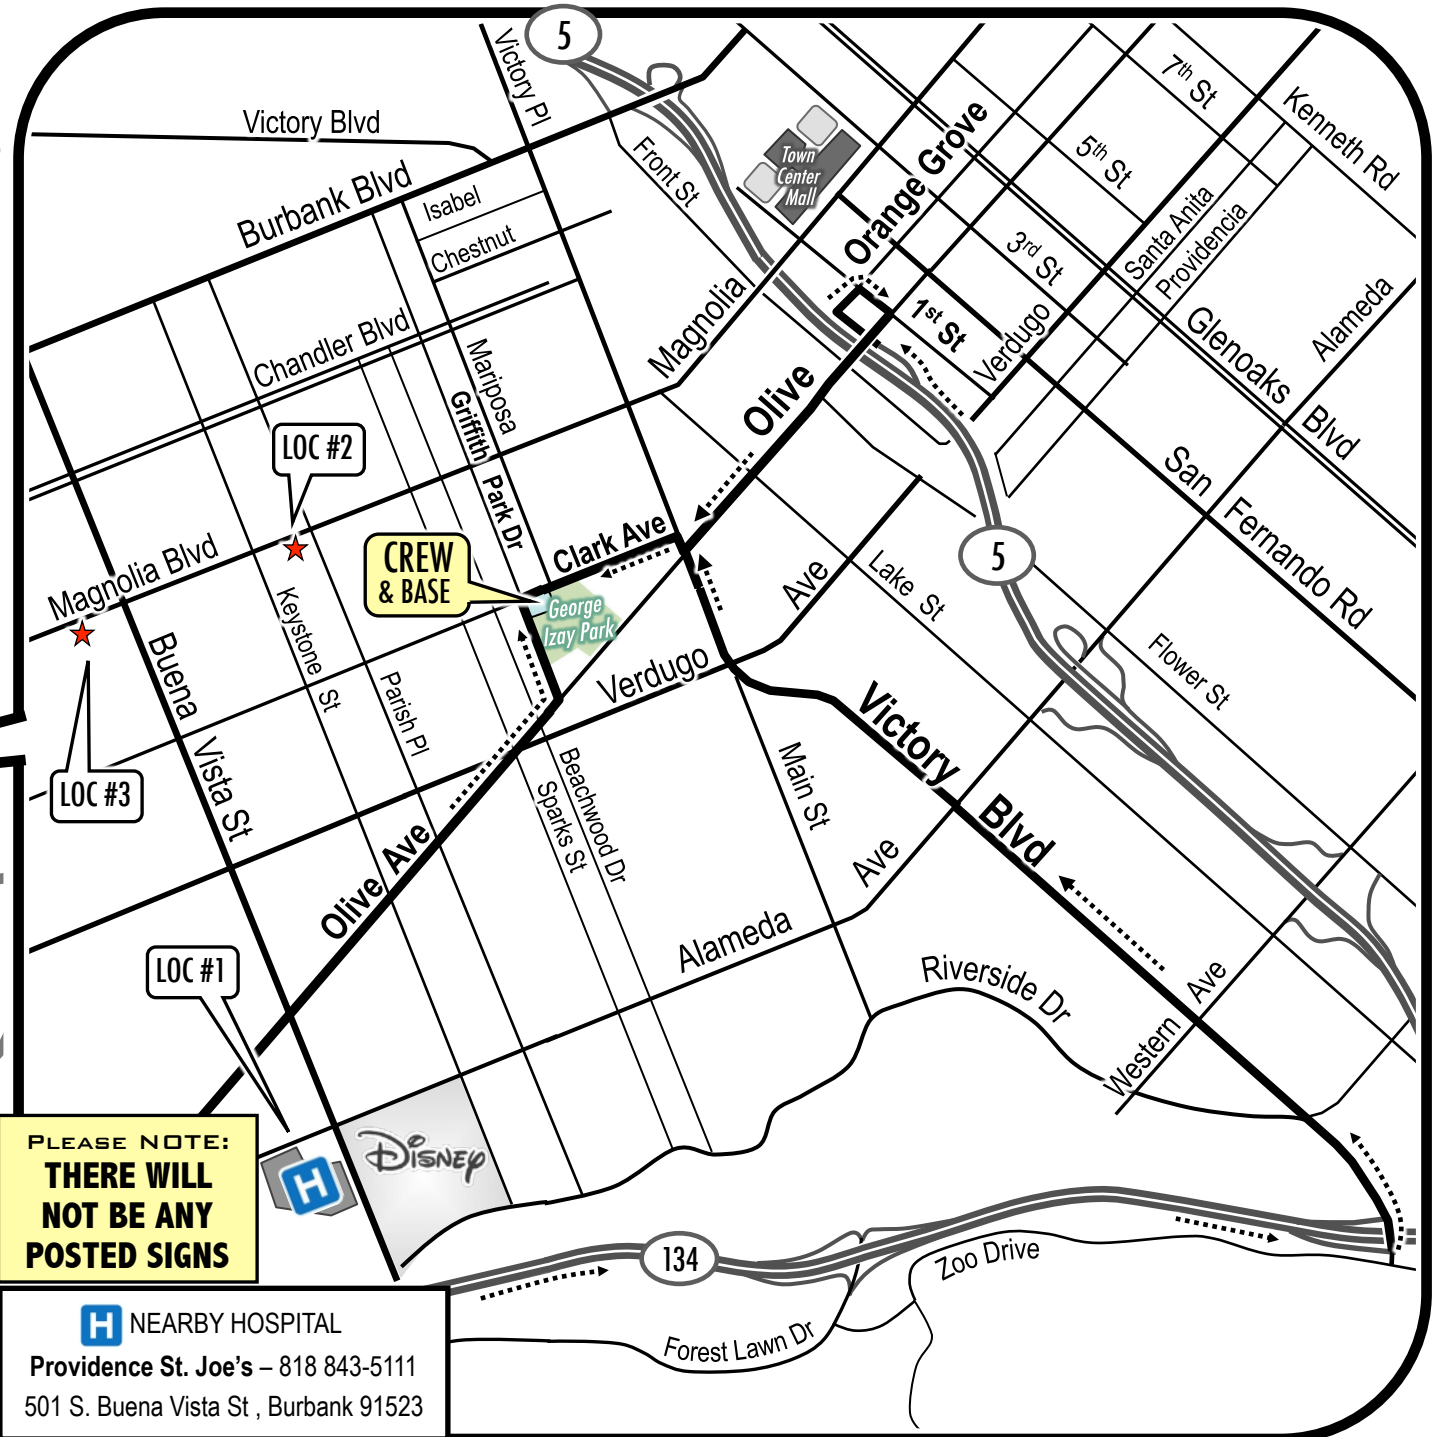 5
Victory Pl
Victory Blvd
Burbank Blvd
Isabel
Chestnut
Front St
Town
Center
Mall
Orange Grove
7th St
5th St
3rd St
1st St
Kenneth Rd
Santa Anita
Providencia
Verdugo
Glenoaks Blvd
Alameda
Magnolia
Chandler Blvd
Mariposa
Griffith Park Dr
Olive
San Fernando Rd
LOC #2
Magnolia Blvd
CREW
& BASE
Clark Ave
George
Izay Park
5
Lake St
Ave
Flower St
Keystone St
Parish Pl
Buena Vista St
Verdugo
Victory Blvd
LOC #3
Beachwood Dr
Sparks St
Main St
Olive Ave
Ave
Alameda
LOC #1
Riverside Dr
Western Ave
Disney
H
134
Zoo Drive
Forest Lawn Dr
PLEASE NOTE:
THERE WILL
NOT BE ANY
POSTED SIGNS
H NEARBY HOSPITAL
Providence St. Joe's – 818 843-5111
501 S. Buena Vista St , Burbank 91523